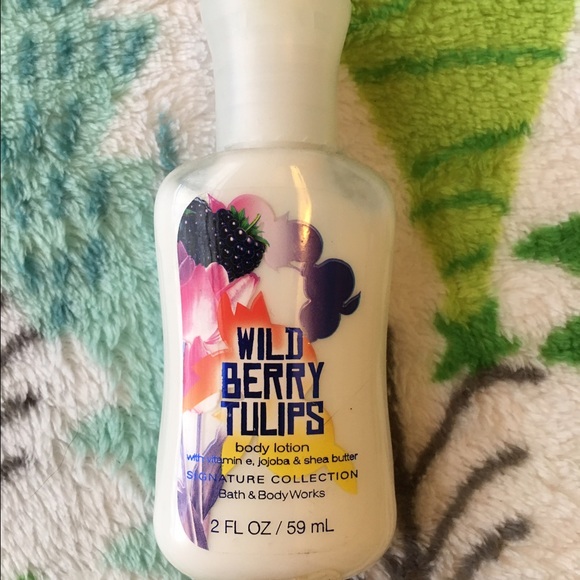 WILD
BERRY
TULIPS
body lotion
with vitamin e, jojoba & shea butter
SIGNATURE COLLECTION
Bath & Body Works
2 FL OZ / 59 mL